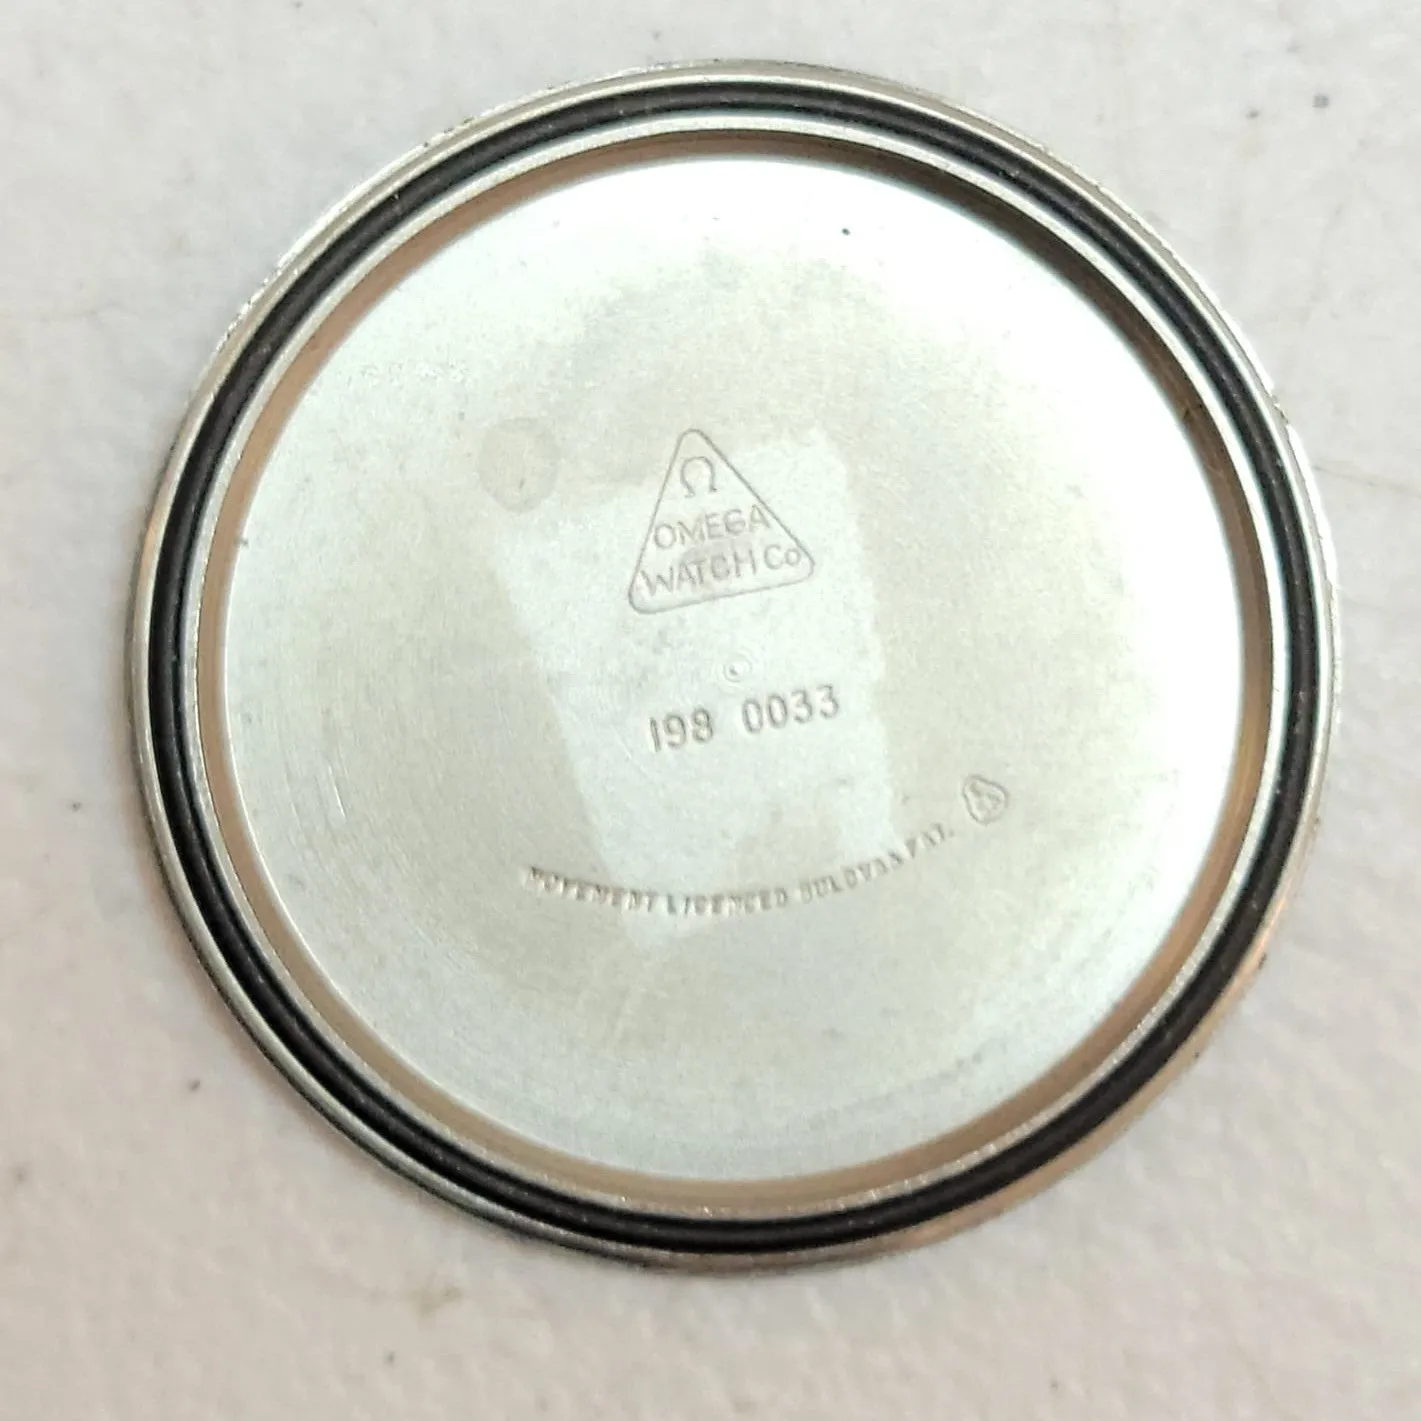 Ω
OMEGA
WATCH Co
198 0033
MOVEMENT LICENCED BULOVA & PAT.